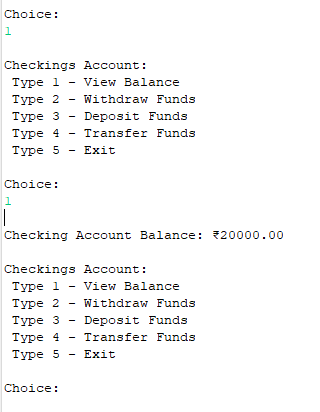 Choice:
1
Checkings Account:
Type 1 - View Balance
Type 2 - Withdraw Funds
Type 3 - Deposit Funds
Type 4 - Transfer Funds
Type 5 - Exit
Choice:
1
Checking Account Balance: ₹20000.00
Checkings Account:
Type 1 - View Balance
Type 2 - Withdraw Funds
Type 3 - Deposit Funds
Type 4 - Transfer Funds
Type 5 - Exit
Choice: